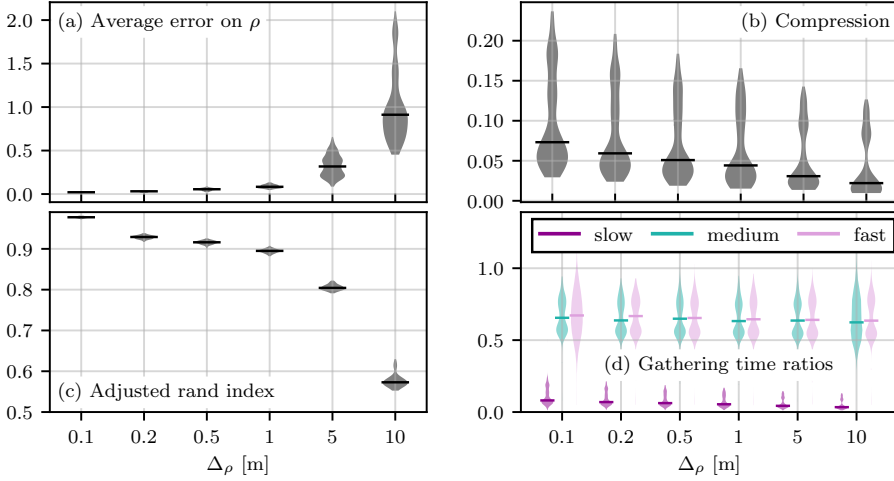 (a) Average error on ρ
2.0
1.5
1.0
0.5
0.0
(b) Compression
0.20
0.15
0.10
0.05
0.00
(c) Adjusted rand index
0.9
0.8
0.7
0.6
0.5
0.1 0.2 0.5 1 5 10
Δρ [m]
slow medium fast
1.0
0.5
0.0
(d) Gathering time ratios
0.1 0.2 0.5 1 5 10
Δρ [m]